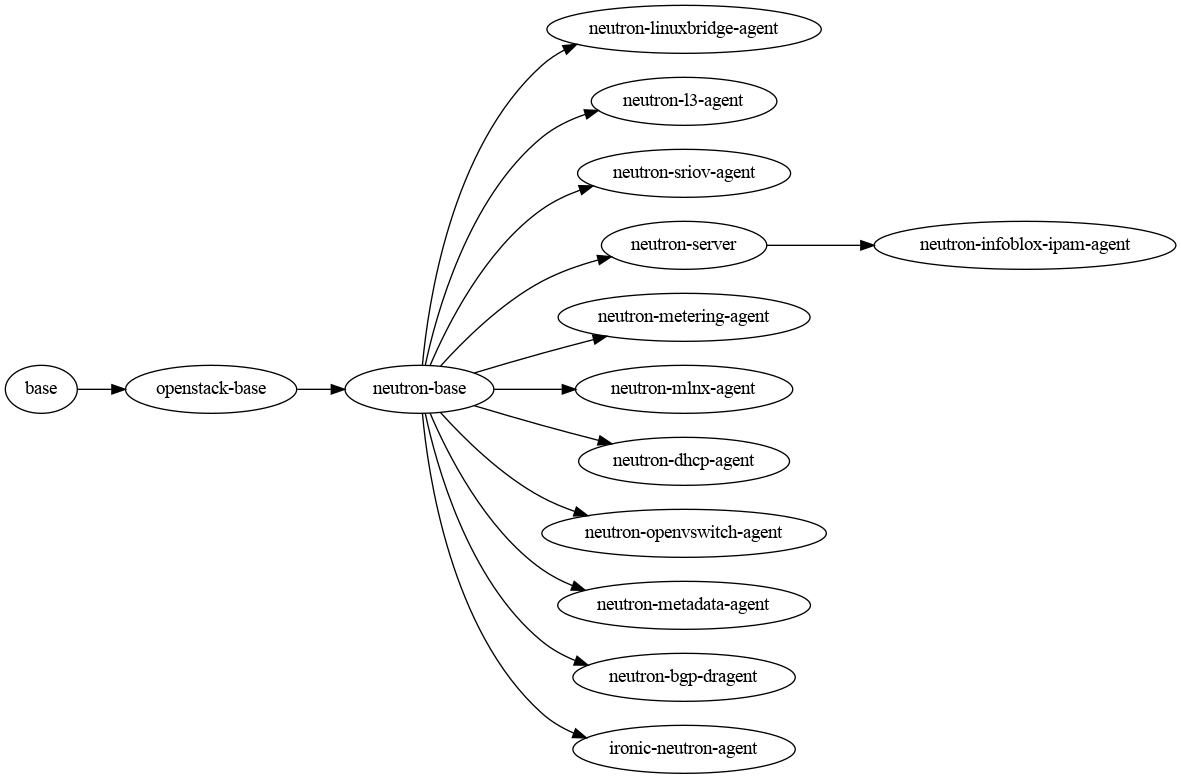 neutron-linuxbridge-agent
neutron-l3-agent
neutron-sriov-agent
neutron-server
neutron-infoblox-ipam-agent
neutron-metering-agent
base
openstack-base
neutron-base
neutron-mlnx-agent
neutron-dhcp-agent
neutron-openvswitch-agent
neutron-metadata-agent
neutron-bgp-dragent
ironic-neutron-agent